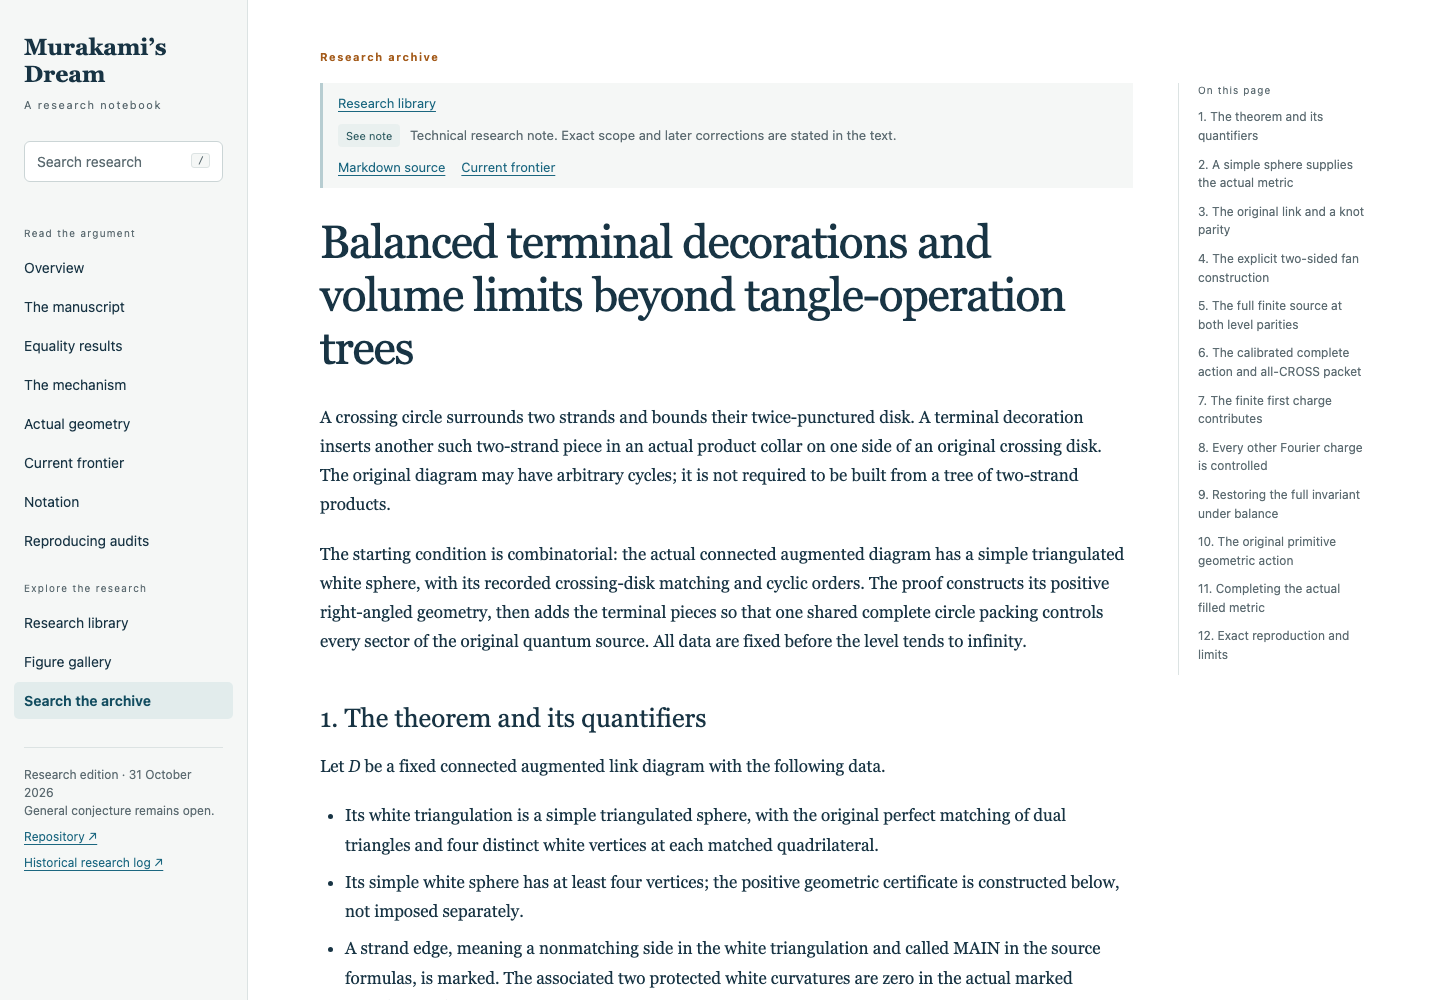 Murakami’s
Dream
A research notebook
Search research
/
Read the argument
Overview
The manuscript
Equality results
The mechanism
Actual geometry
Current frontier
Notation
Reproducing audits
Explore the research
Research library
Figure gallery
Search the archive
Research edition · 31 October
2026
General conjecture remains open.
Repository ↗
Historical research log ↗
Research archive
Research library
See note Technical research note. Exact scope and later corrections are stated in the text.
Markdown source Current frontier
Balanced terminal decorations and
volume limits beyond tangle-operation
trees
A crossing circle surrounds two strands and bounds their twice-punctured disk. A terminal decoration
inserts another such two-strand piece in an actual product collar on one side of an original crossing disk.
The original diagram may have arbitrary cycles; it is not required to be built from a tree of two-strand
products.
The starting condition is combinatorial: the actual connected augmented diagram has a simple triangulated
white sphere, with its recorded crossing-disk matching and cyclic orders. The proof constructs its positive
right-angled geometry, then adds the terminal pieces so that one shared complete circle packing controls
every sector of the original quantum source. All data are fixed before the level tends to infinity.
1. The theorem and its quantifiers
Let D be a fixed connected augmented link diagram with the following data.
• Its white triangulation is a simple triangulated sphere, with the original perfect matching of dual
triangles and four distinct white vertices at each matched quadrilateral.
• Its simple white sphere has at least four vertices; the positive geometric certificate is constructed below,
not imposed separately.
• A strand edge, meaning a nonmatching side in the white triangulation and called MAIN in the source
formulas, is marked. The associated two protected white curvatures are zero in the actual marked
On this page
1. The theorem and its
quantifiers
2. A simple sphere supplies
the actual metric
3. The original link and a knot
parity
4. The explicit two-sided fan
construction
5. The full finite source at
both level parities
6. The calibrated complete
action and all-CROSS packet
7. The finite first charge
contributes
8. Every other Fourier charge
is controlled
9. Restoring the full invariant
under balance
10. The original primitive
geometric action
11. Completing the actual
filled metric
12. Exact reproduction and
limits